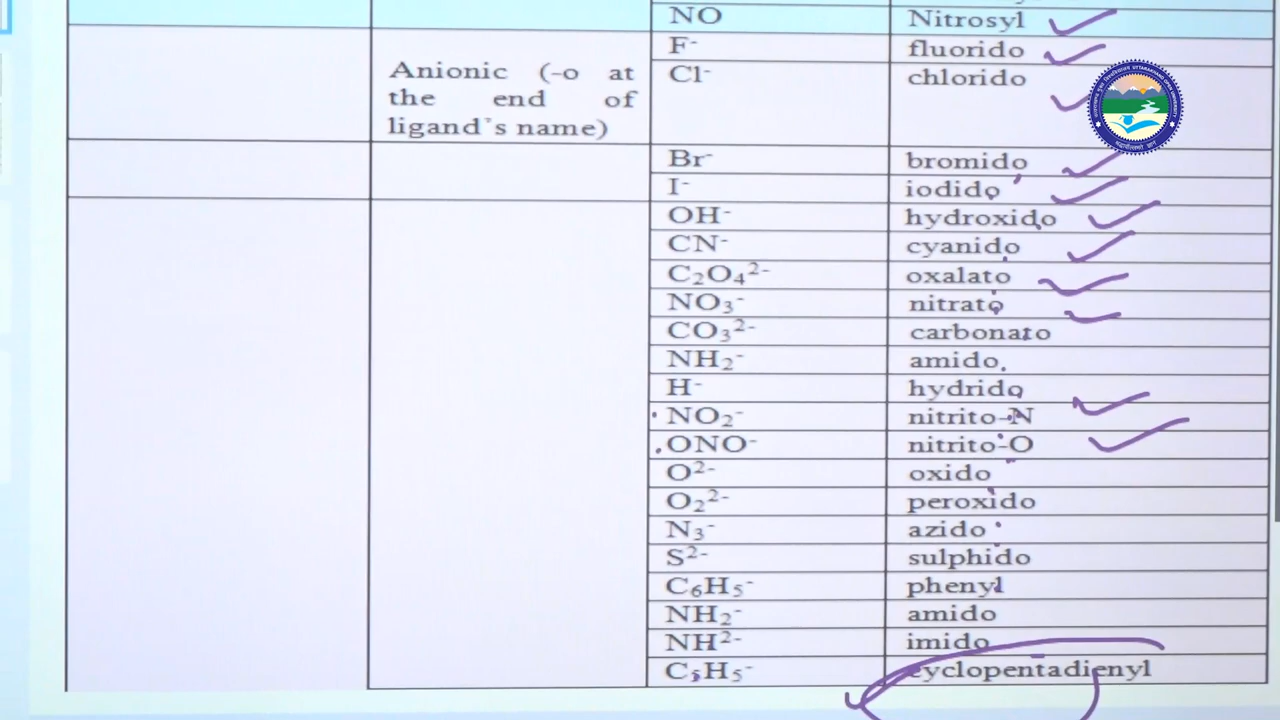 NO Nitrosyl
F⁻ fluorido
Anionic (-o at the end of ligand's name) Cl⁻ chlorido
Br⁻ bromido
I⁻ iodido
OH⁻ hydroxido
CN⁻ cyanido
C₂O₄²⁻ oxalato
NO₃⁻ nitrato
CO₃²⁻ carbonato
NH₂⁻ amido
H⁻ hydrido
NO₂⁻ nitrito-N
ONO⁻ nitrito-O
O²⁻ oxido
O₂²⁻ peroxido
N₃⁻ azido
S²⁻ sulphido
C₆H₅⁻ phenyl
NH₂⁻ amido
NH²⁻ imido
C₅H₅⁻ cyclopentadienyl